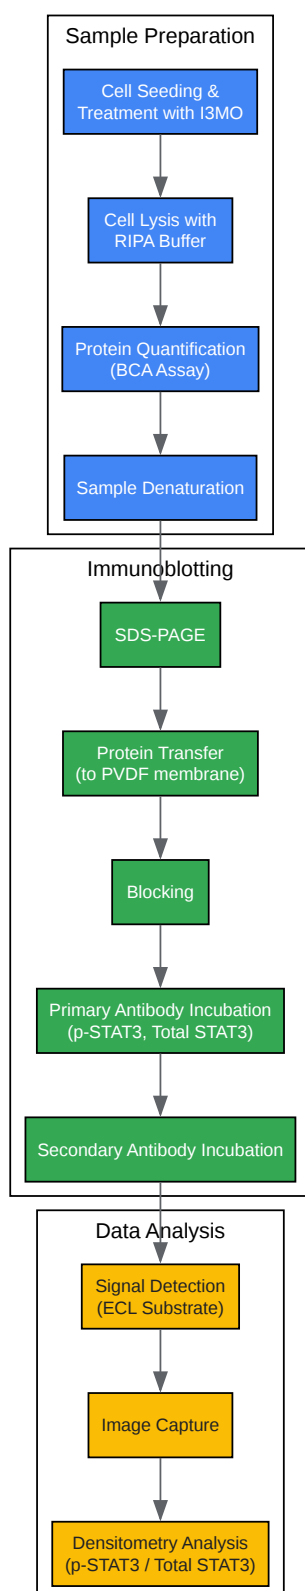 Sample Preparation
Cell Seeding &
Treatment with I3MO
Cell Lysis with
RIPA Buffer
Protein Quantification
(BCA Assay)
Sample Denaturation
Immunoblotting
SDS-PAGE
Protein Transfer
(to PVDF membrane)
Blocking
Primary Antibody Incubation
(p-STAT3, Total STAT3)
Secondary Antibody Incubation
Data Analysis
Signal Detection
(ECL Substrate)
Image Capture
Densitometry Analysis
(p-STAT3 / Total STAT3)